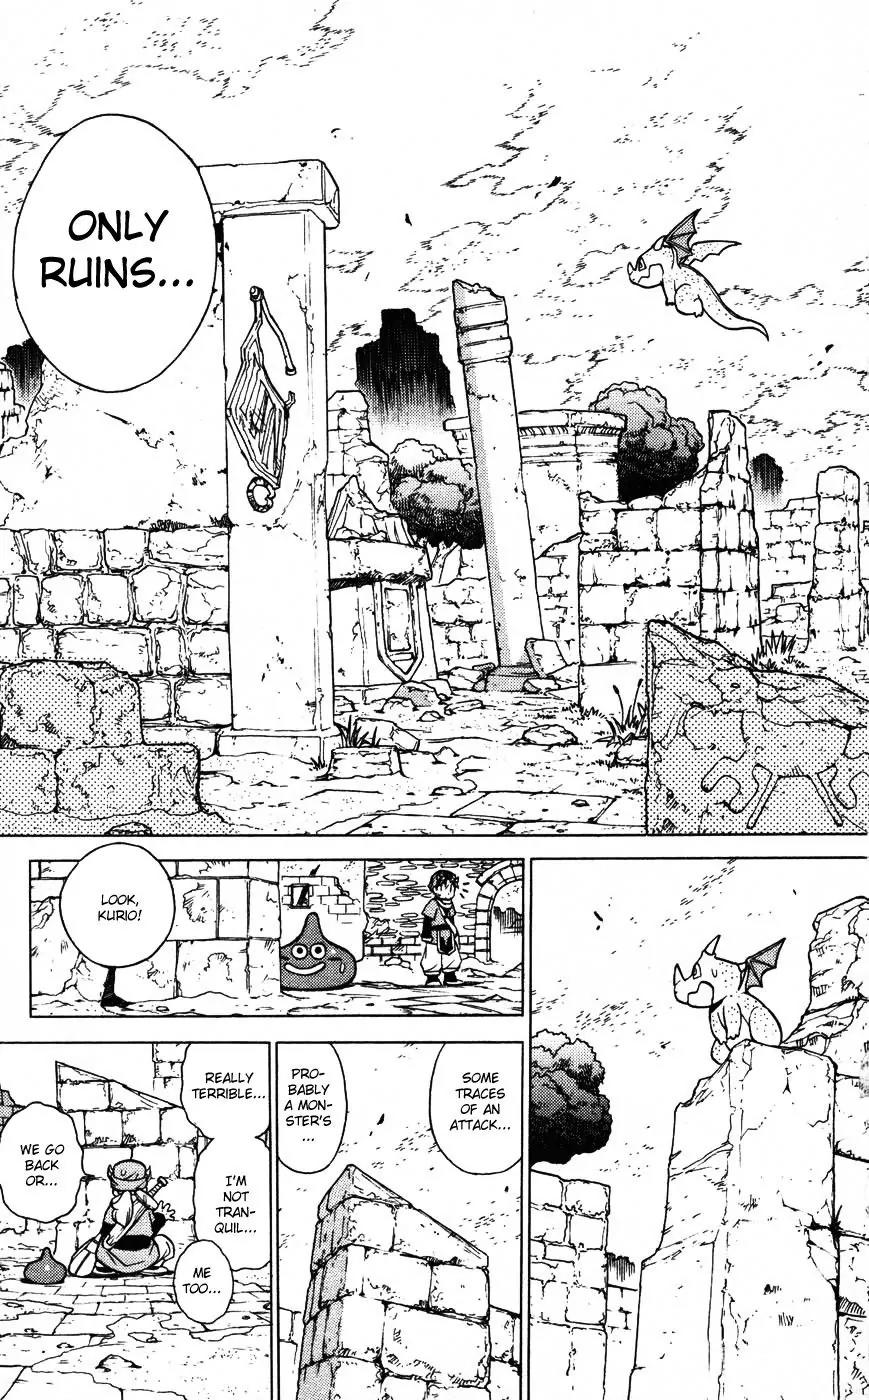 ONLY
RUINS...
LOOK,
KURIO!
SOME
TRACES
OF AN
ATTACK...
PRO-
BABLY
A MON-
STER'S
...
REALLY
TERRIBLE...
I'M
NOT
TRAN-
QUIL...
WE GO
BACK
OR...
ME
TOO...